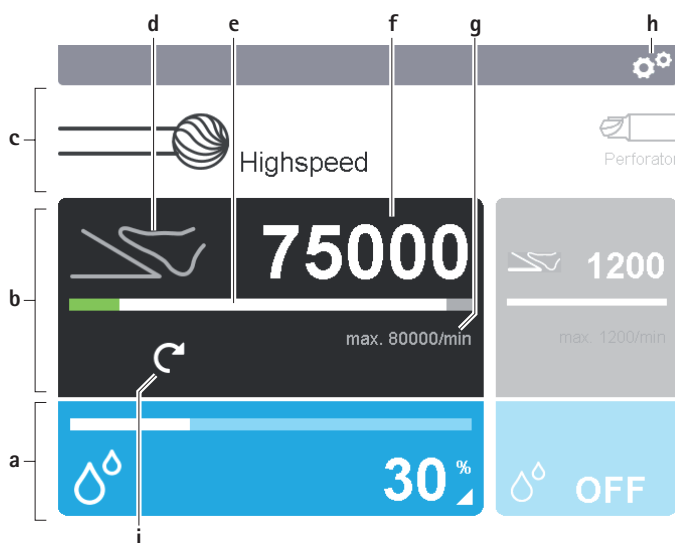 d e f g h
c
Highspeed
Perforator
b
75000
1200
max. 80000/min
max. 1200/min
a
30 %
OFF
i